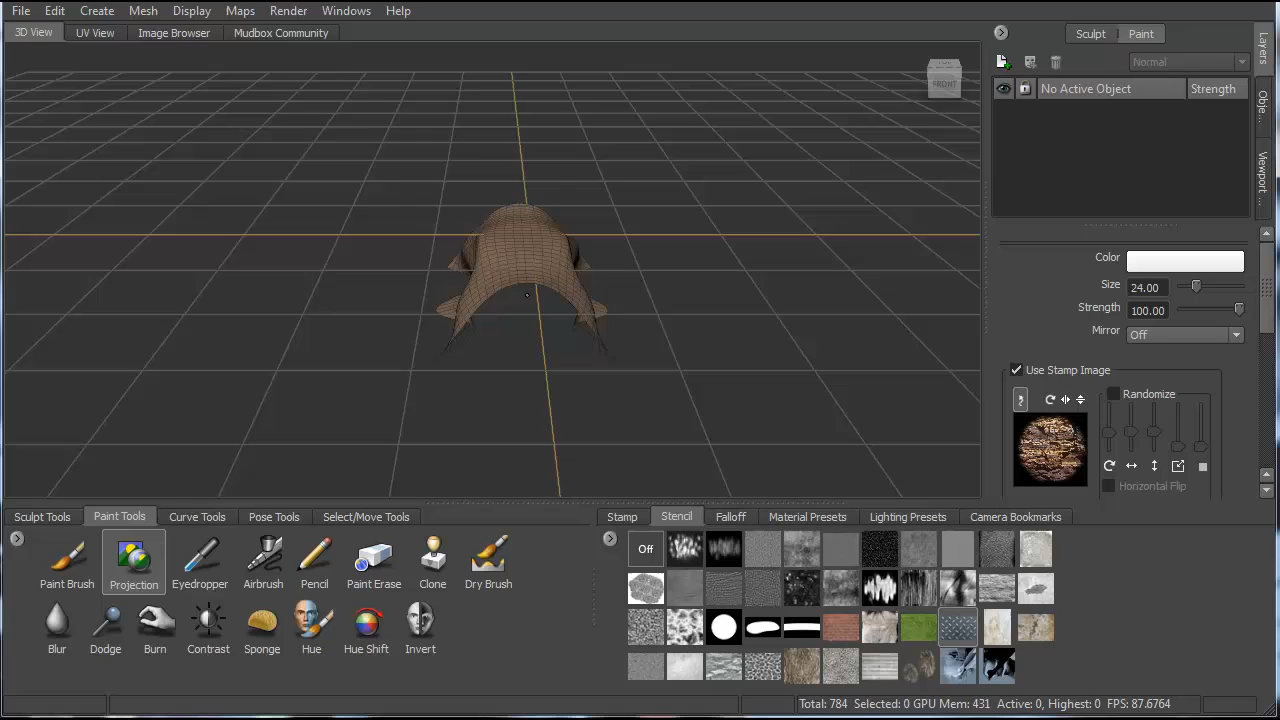 File Edit Create Mesh Display Maps Render Windows Help
3D View UV View Image Browser Mudbox Community
Sculpt Paint
Layers
Normal
No Active Object Strength
Obje...
Viewport ...
FRONT
Color
Size 24.00
Strength 100.00
Mirror Off
Use Stamp Image
Randomize
Horizontal Flip
Sculpt Tools Paint Tools Curve Tools Pose Tools Select/Move Tools
Stamp Stencil Falloff Material Presets Lighting Presets Camera Bookmarks
Off
Paint Brush Projection Eyedropper Airbrush Pencil Paint Erase Clone Dry Brush
Blur Dodge Burn Contrast Sponge Hue Hue Shift Invert
Total: 784 Selected: 0 GPU Mem: 431 Active: 0, Highest: 0 FPS: 87.6764